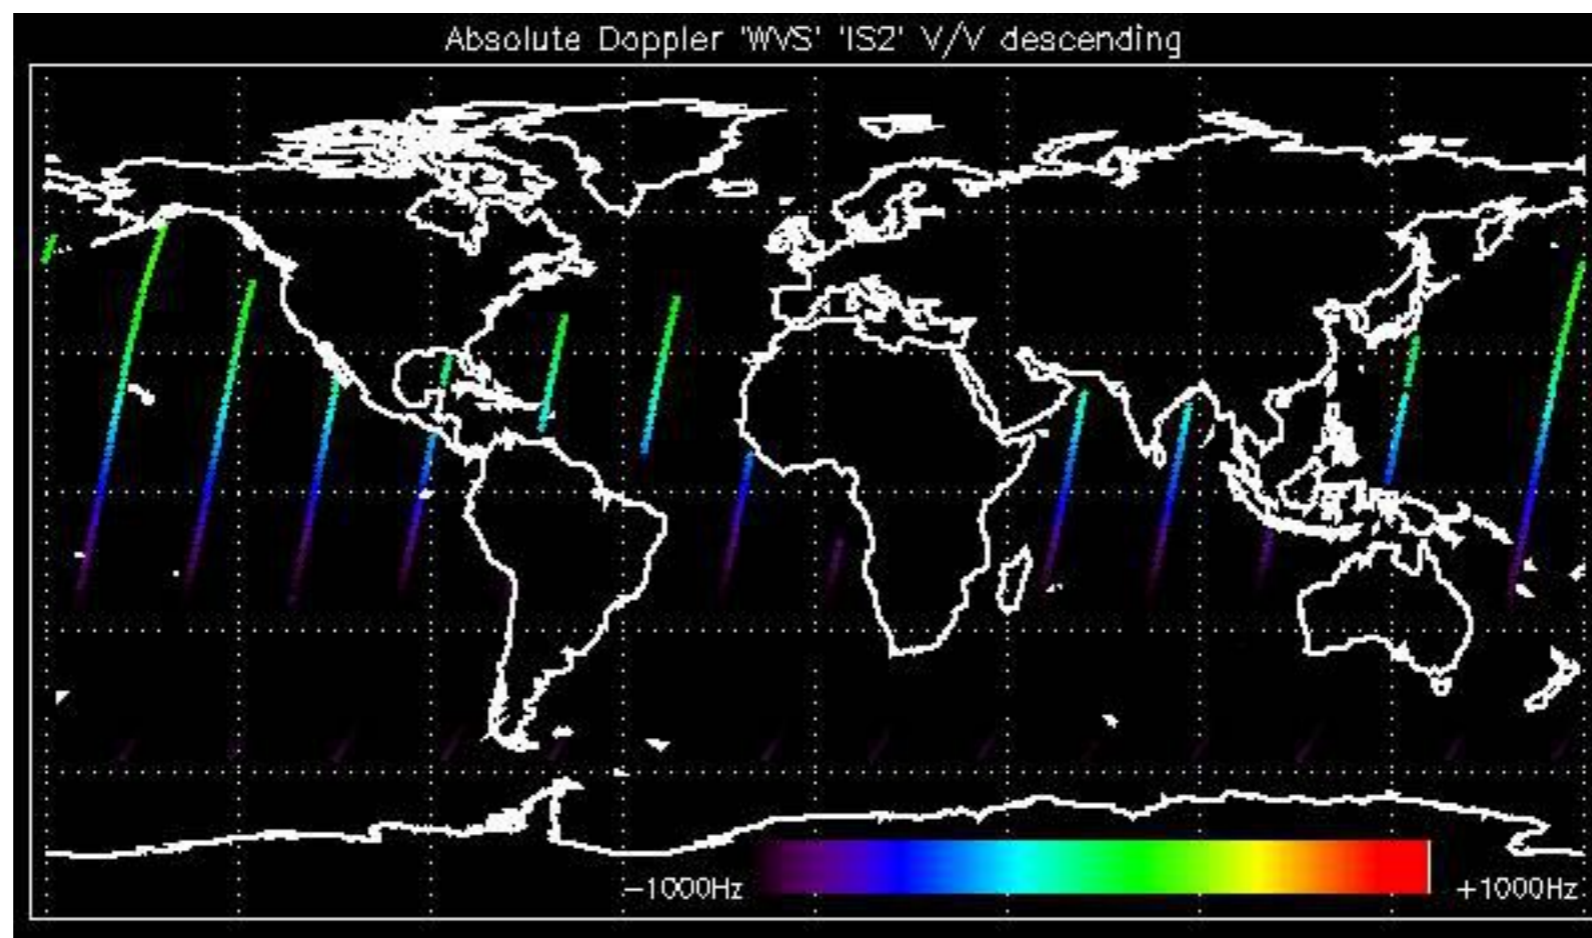 Absolute Doppler 'WVS' 'IS2' V/V descending
−1000Hz
+1000Hz